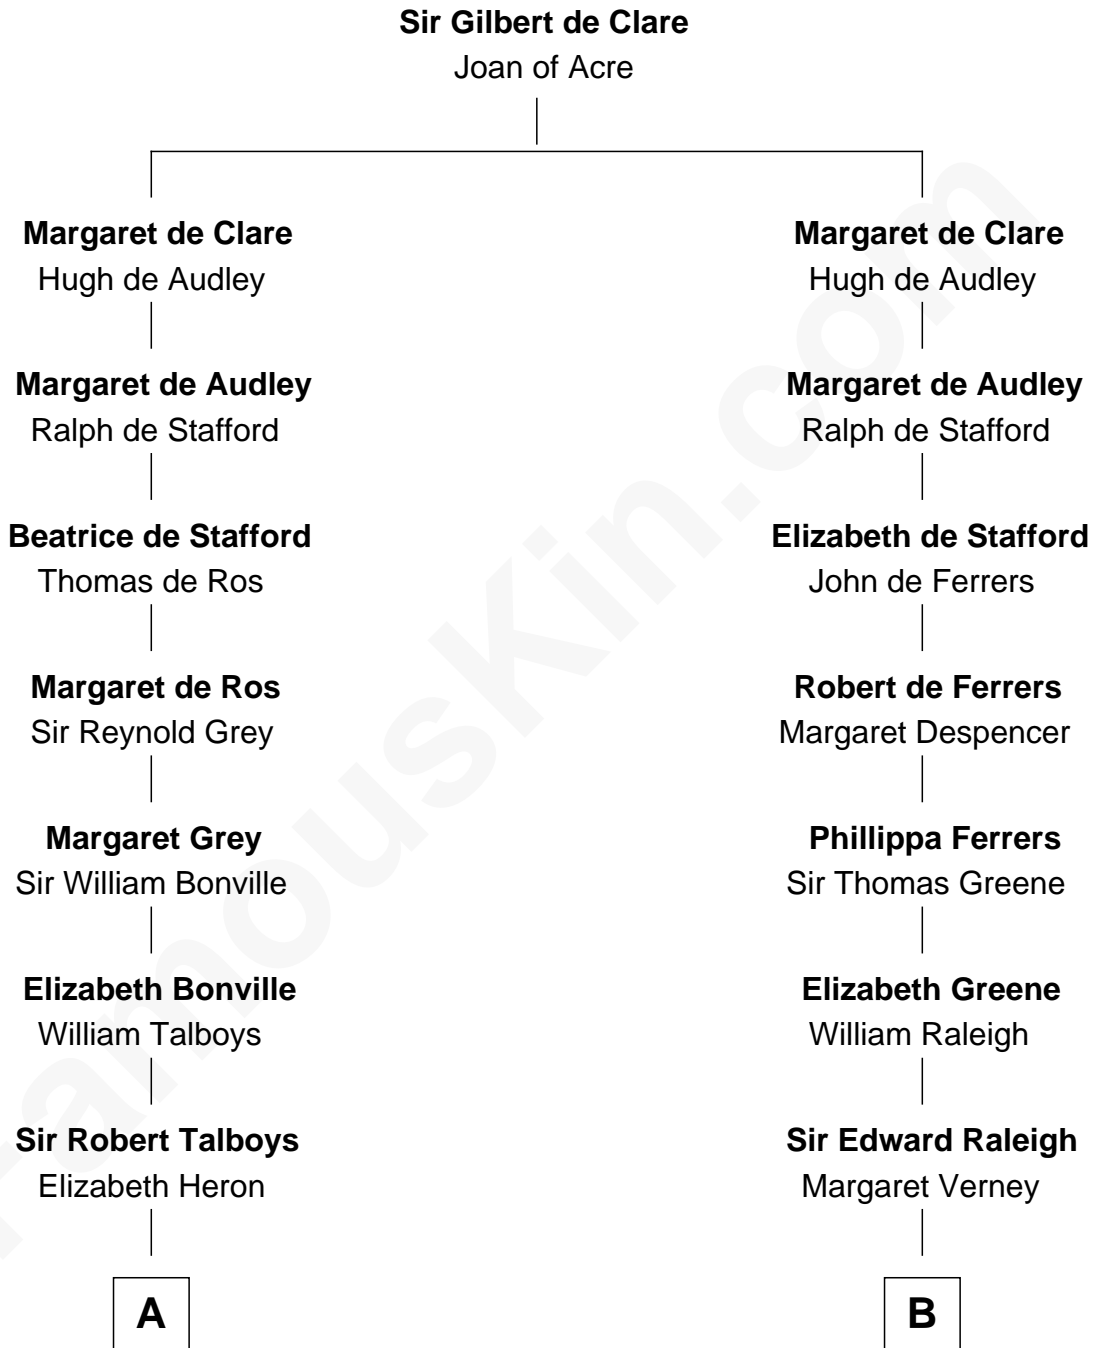 Sir Gilbert de Clare
Joan of Acre
Margaret de Clare
Hugh de Audley
Margaret de Clare
Hugh de Audley
Margaret de Audley
Ralph de Stafford
Margaret de Audley
Ralph de Stafford
Beatrice de Stafford
Thomas de Ros
Elizabeth de Stafford
John de Ferrers
Margaret de Ros
Sir Reynold Grey
Robert de Ferrers
Margaret Despencer
Margaret Grey
Sir William Bonville
Phillippa Ferrers
Sir Thomas Greene
Elizabeth Bonville
William Talboys
Elizabeth Greene
William Raleigh
Sir Robert Talboys
Elizabeth Heron
Sir Edward Raleigh
Margaret Verney
A
B
FamousKin.com